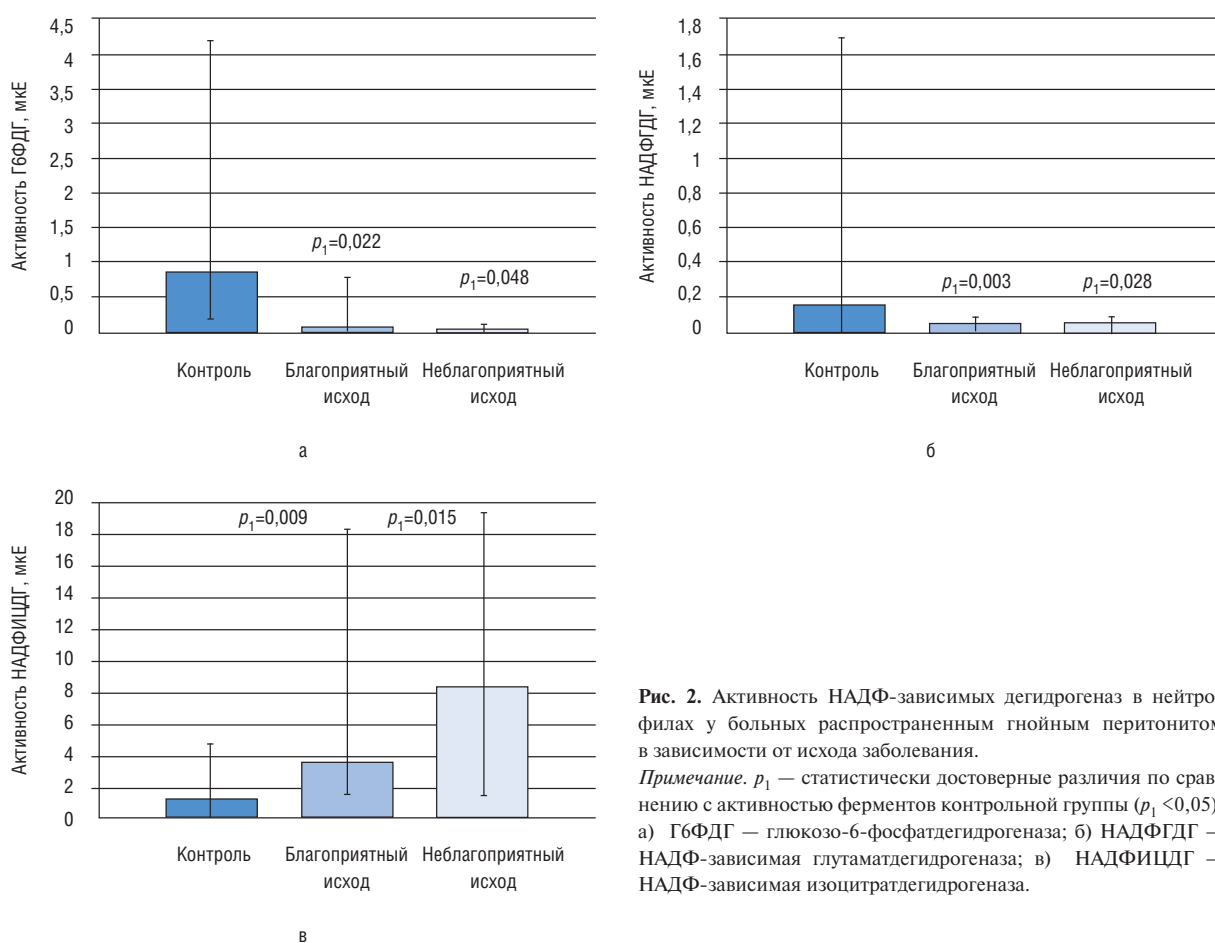 4,5
4
3,5
3
2,5
2
1,5
1
0,5
0
Активность Г6ФДГ, мкЕ
p1=0,022
p1=0,048
Контроль
Благоприятный
исход
Неблагоприятный
исход
а
1,8
1,6
1,4
1,2
1
0,8
0,6
0,4
0,2
0
Активность НАДФГДГ, мкЕ
p1=0,003
p1=0,028
Контроль
Благоприятный
исход
Неблагоприятный
исход
б
20
18
16
14
12
10
8
6
4
2
0
Активность НАДФИЦДГ, мкЕ
p1=0,009
p1=0,015
Контроль
Благоприятный
исход
Неблагоприятный
исход
в
Рис. 2. Активность НАДФ-зависимых дегидрогеназ в нейтро
филах у больных распространенным гнойным перитонитом
в зависимости от исхода заболевания.
Примечание. p1 — статистически достоверные различия по срав
нению с активностью ферментов контрольной группы (p1 <0,05)
а) Г6ФДГ — глюкозо-6-фосфатдегидрогеназа; б) НАДФГДГ –
НАДФ-зависимая глутаматдегидрогеназа; в) НАДФИЦДГ –
НАДФ-зависимая изоцитратдегидрогеназа.